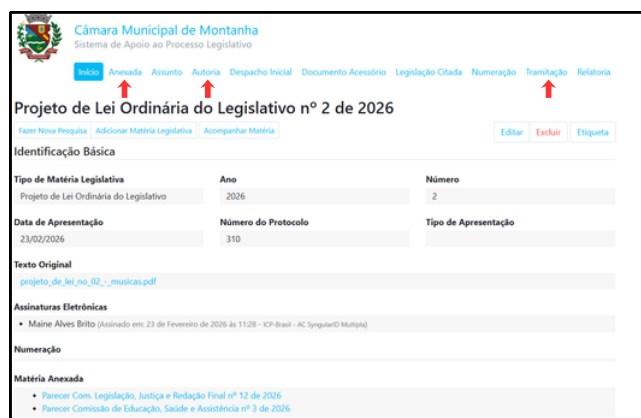 Câmara Municipal de Montanha
Sistema de Apoio ao Processo Legislativo
Início Anexada Assunto Autoria Despacho Inicial Documento Acessório Legislação Citada Numeração Tramitação Relatoria
Projeto de Lei Ordinária do Legislativo nº 2 de 2026
Fazer Nova Pesquisa Adicionar Matéria Legislativa Acompanhar Matéria Editar Excluir Etiqueta
Identificação Básica
Tipo de Matéria Legislativa Ano Número
Projeto de Lei Ordinária do Legislativo 2026 2
Data de Apresentação Número do Protocolo Tipo de Apresentação
23/02/2026 310
Texto Original
projeto_de_lei_no_02_-_musicas.pdf
Assinaturas Eletrônicas
• Maine Alves Brito (Assinado em: 23 de Fevereiro de 2026 às 11:28 - ICP-Brasil - AC SyngularID Multipla)
Numeração
Matéria Anexada
• Parecer Com. Legislação, Justiça e Redação Final nº 12 de 2026
• Parecer Comissão de Educação, Saúde e Assistência nº 3 de 2026